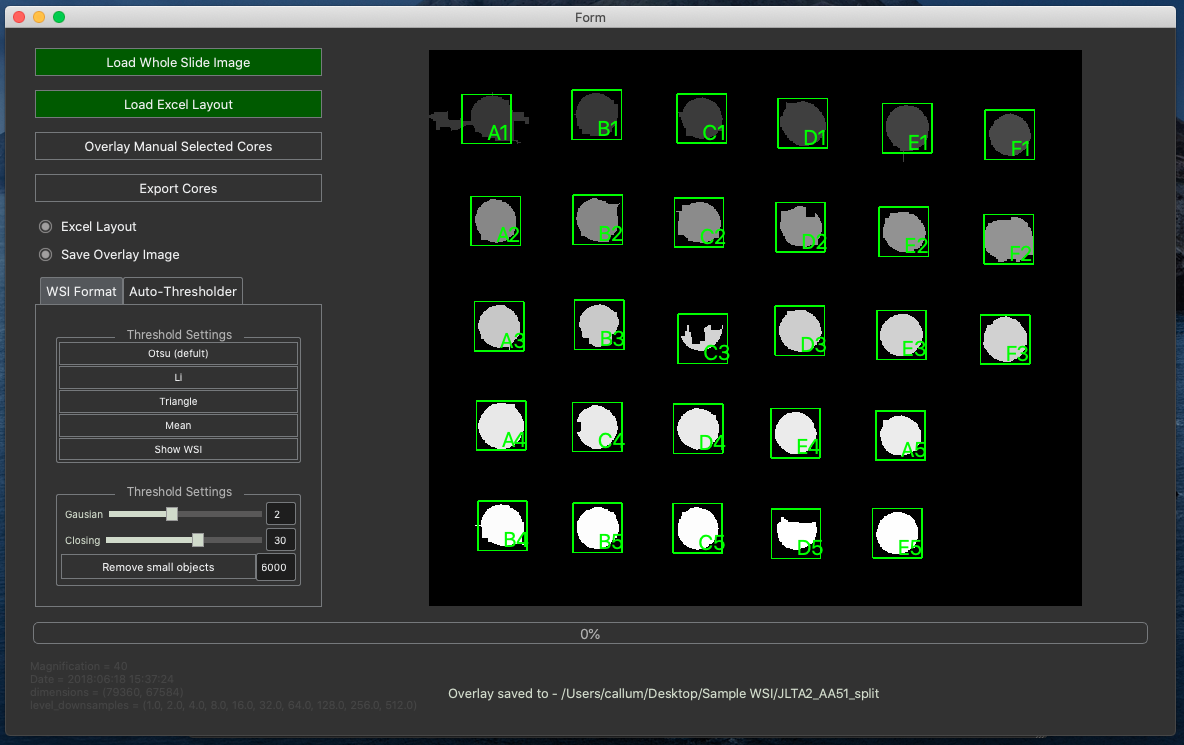 Form
Load Whole Slide Image
Load Excel Layout
Overlay Manual Selected Cores
Export Cores
Excel Layout
Save Overlay Image
WSI Format Auto-Thresholder
Threshold Settings
Otsu (defult)
Li
Triangle
Mean
Show WSI
Threshold Settings
Gausian 2
Closing 30
Remove small objects 6000
A1 B1 C1 D1 E1 F1
A2 B2 C2 D2 E2 F2
A3 B3 C3 D3 E3 F3
A4 C4 D4 E4 A5
B4 B5 C5 D5 E5
0%
Magnification = 40
Date = 2018:06:18 15:37:24
dimensions = (79360, 67584)
level_downsamples = (1.0, 2.0, 4.0, 8.0, 16.0, 32.0, 64.0, 128.0, 256.0, 512.0)
Overlay saved to - /Users/callum/Desktop/Sample WSI/JLTA2_AA51_split